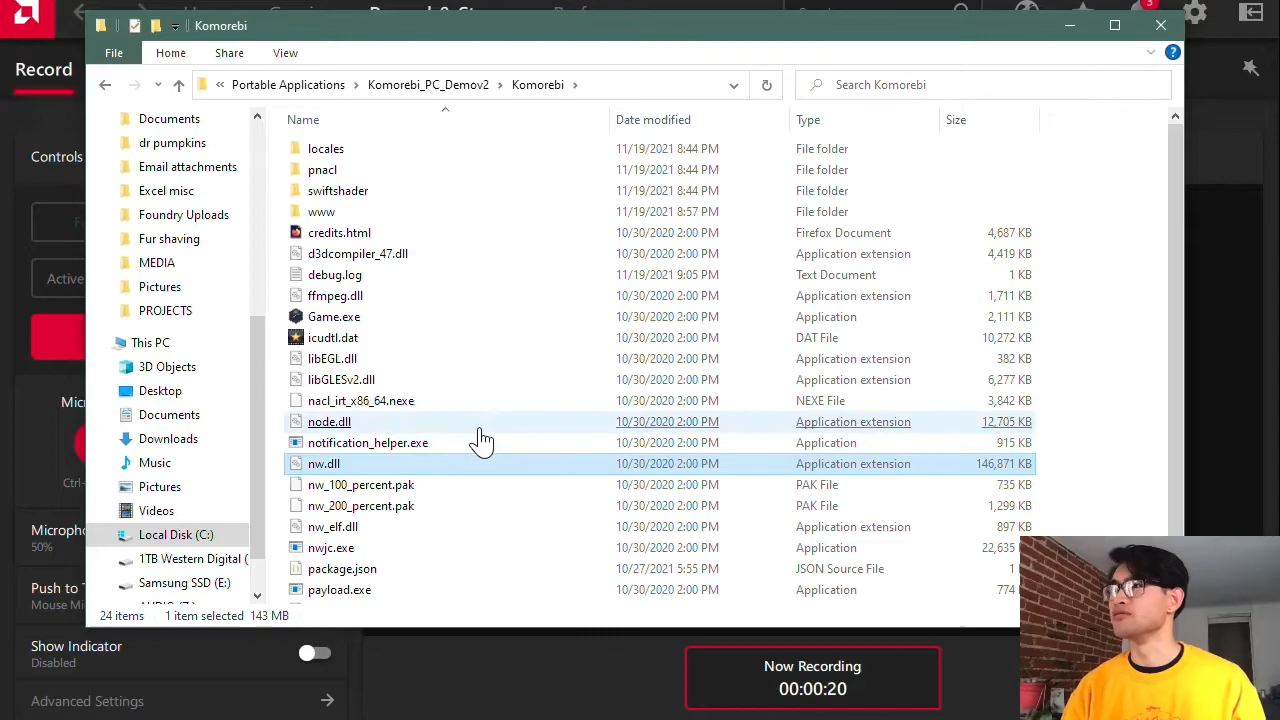 Komorebi
File Home Share View
« Portable Applications > Komorebi_PC_Demov2 > Komorebi >
Search Komorebi
Record
Controls
Active
Mic
Ctrl+
Microph
50%
Push to T
Mouse Mi
Show Indicator
Disabled
Advanced Settings
Documents
dr pumpkins
Email attachments
Excel misc
Foundry Uploads
Fur shaving
MEDIA
Pictures
PROJECTS
This PC
3D Objects
Desktop
Documents
Downloads
Music
Pictures
Videos
Local Disk (C:)
1TB Western Digital (
Samsung SSD (E:)
Name Date modified Type Size
locales 11/19/2021 8:44 PM File folder
pnacl 11/19/2021 8:44 PM File folder
swiftshader 11/19/2021 8:44 PM File folder
www 11/19/2021 8:57 PM File folder
credits.html 10/30/2020 2:00 PM Firefox Document 4,687 KB
d3dcompiler_47.dll 10/30/2020 2:00 PM Application extension 4,419 KB
debug.log 11/19/2021 9:05 PM Text Document 1 KB
ffmpeg.dll 10/30/2020 2:00 PM Application extension 1,711 KB
Game.exe 10/30/2020 2:00 PM Application 2,111 KB
icudtl.dat 10/30/2020 2:00 PM DAT File 10,272 KB
libEGL.dll 10/30/2020 2:00 PM Application extension 382 KB
libGLESv2.dll 10/30/2020 2:00 PM Application extension 6,277 KB
nacl_irt_x86_64.nexe 10/30/2020 2:00 PM NEXE File 3,842 KB
node.dll 10/30/2020 2:00 PM Application extension 12,705 KB
notification_helper.exe 10/30/2020 2:00 PM Application 915 KB
nw.dll 10/30/2020 2:00 PM Application extension 146,871 KB
nw_100_percent.pak 10/30/2020 2:00 PM PAK File 735 KB
nw_200_percent.pak 10/30/2020 2:00 PM PAK File 1,299 KB
nw_elf.dll 10/30/2020 2:00 PM Application extension 897 KB
nwjc.exe 10/30/2020 2:00 PM Application 22,635
package.json 10/27/2021 5:55 PM JSON Source File 1
payload.exe 10/30/2020 2:00 PM Application 774
24 items 1 item selected 143 MB
Now Recording
00:00:20
3